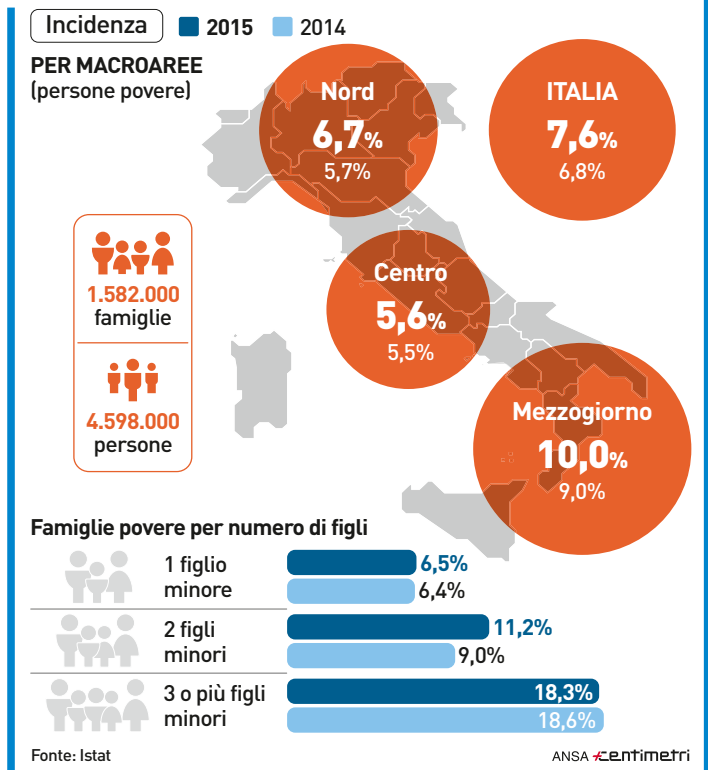 Incidenza 2015 2014
PER MACROAREE
(persone povere)
Nord
6,7%
5,7%
ITALIA
7,6%
6,8%
Centro
5,6%
5,5%
1.582.000
famiglie
4.598.000
persone
Mezzogiorno
10,0%
9,0%
Famiglie povere per numero di figli
1 figlio
minore
6,5%
6,4%
2 figli
minori
11,2%
9,0%
3 o più figli
minori
18,3%
18,6%
Fonte: Istat
ANSA centimetri